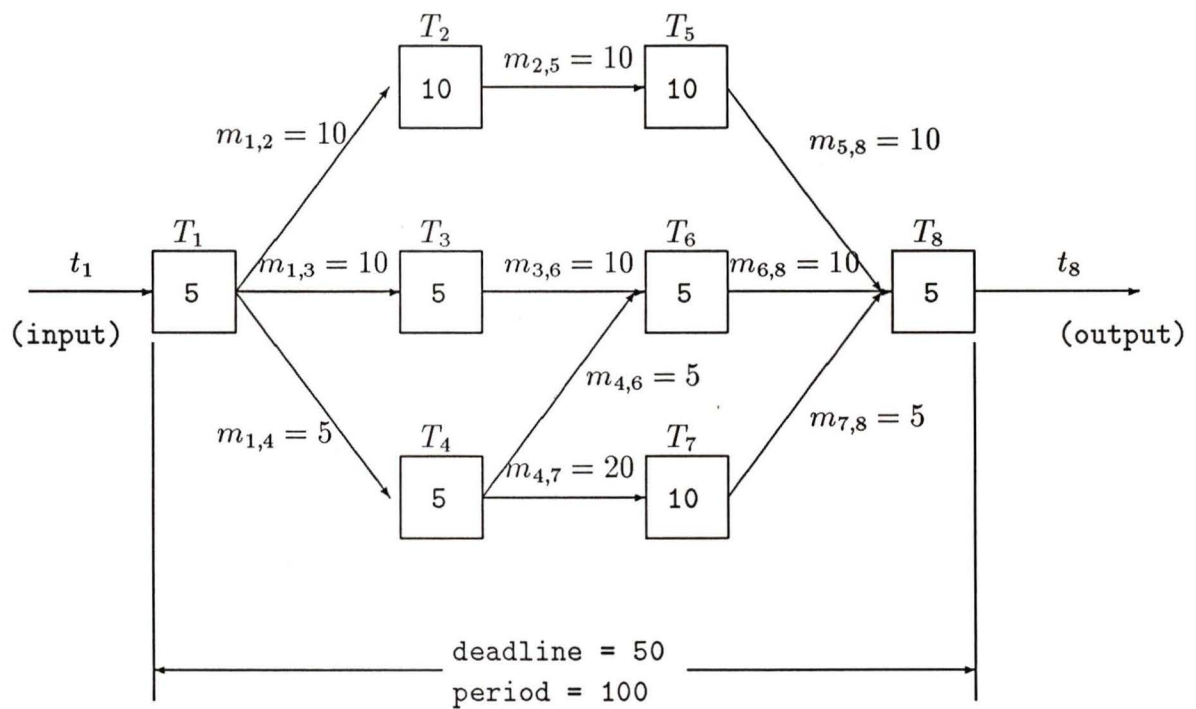 T₂ T₅
10 m₂,₅ = 10 10
m₁,₂ = 10 m₅,₈ = 10
T₁ T₃ T₆ T₈
t₁ m₁,₃ = 10 m₃,₆ = 10 m₆,₈ = 10 t₈
5 5 5 5
(input) (output)
m₄,₆ = 5
m₁,₄ = 5 m₇,₈ = 5
T₄ T₇
m₄,₇ = 20
5 10
deadline = 50
period = 100